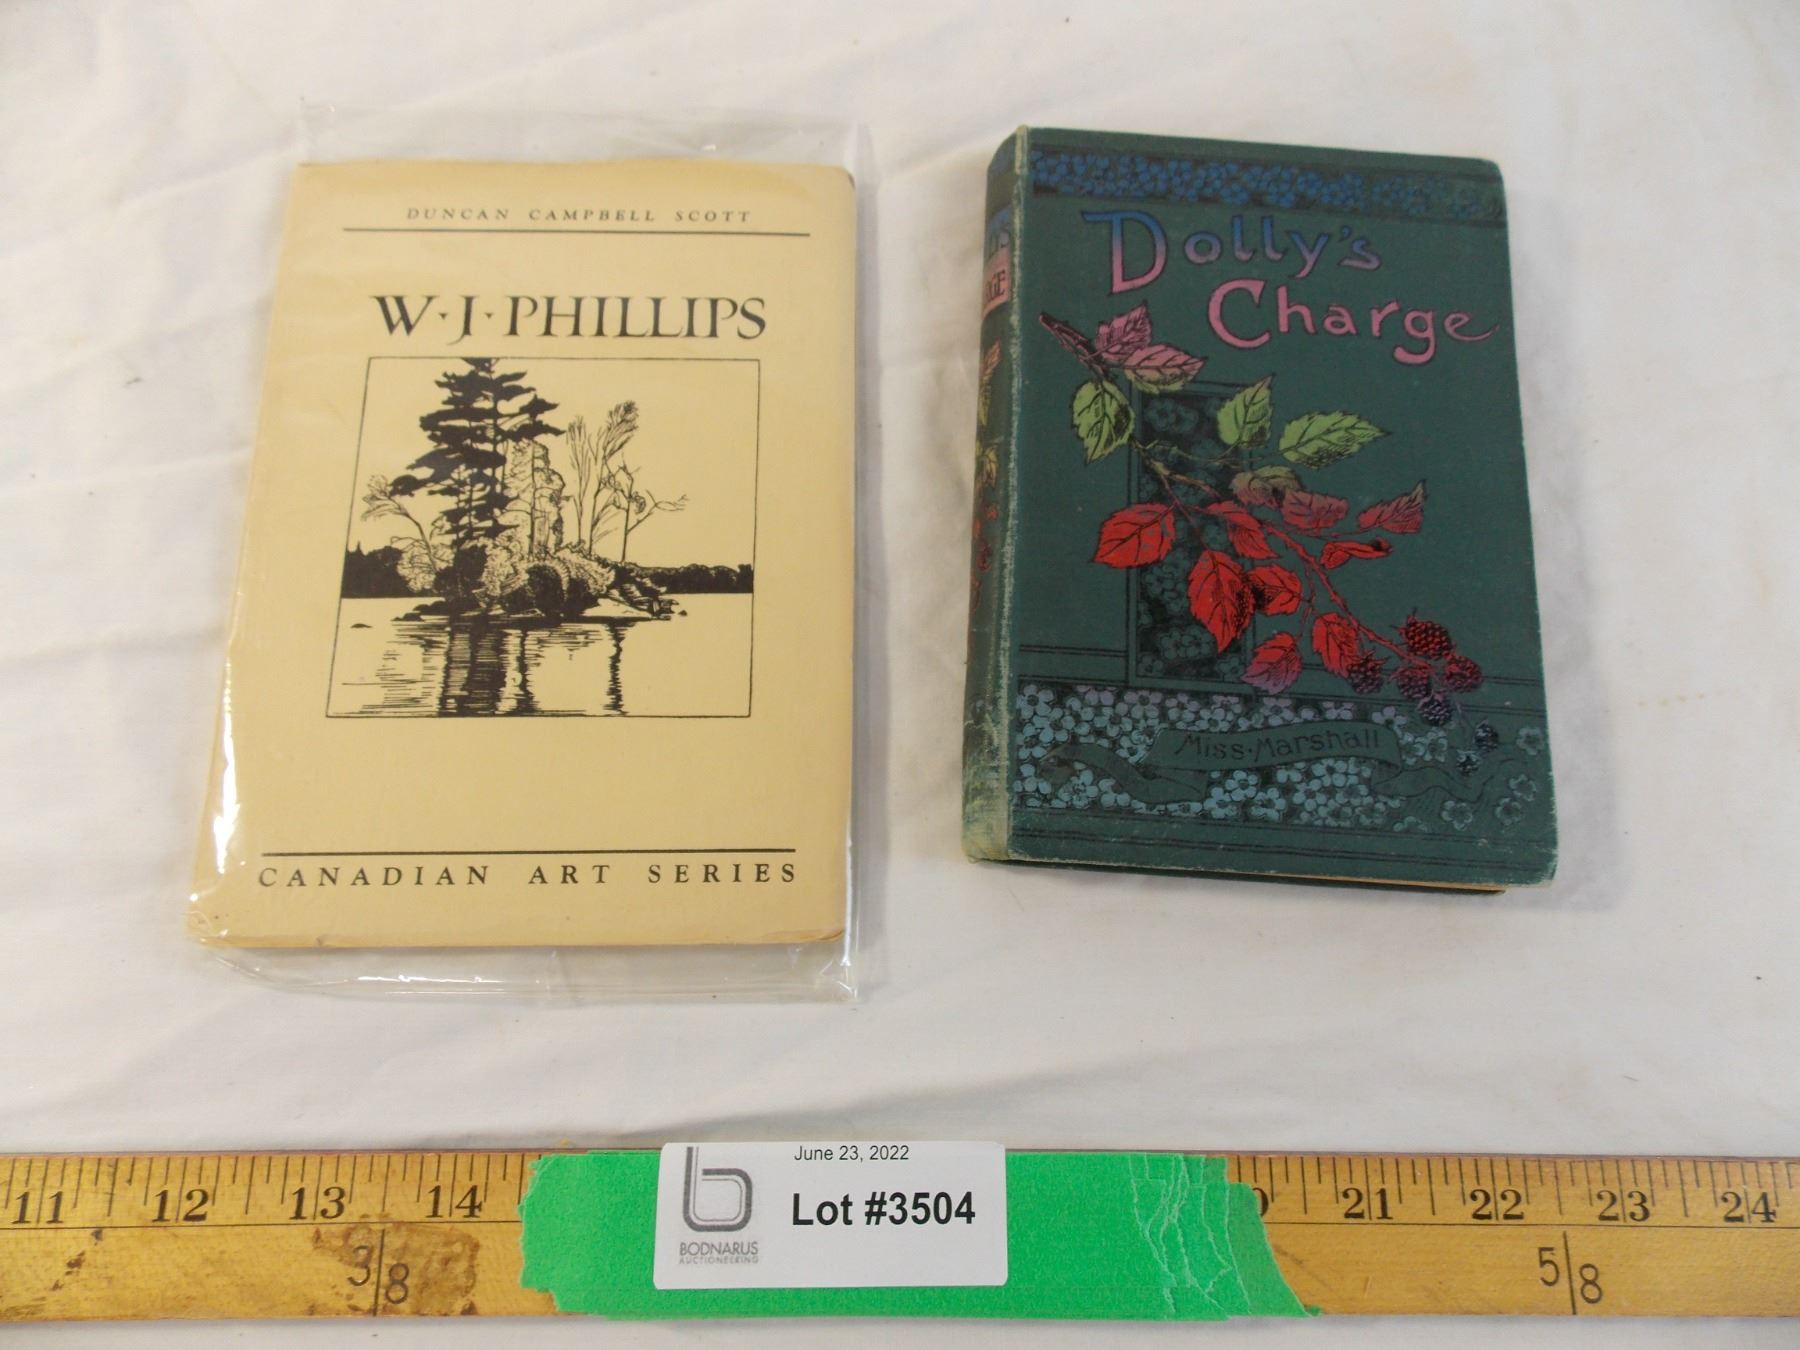 DUNCAN CAMPBELL SCOTT
W·J·PHILLIPS
CANADIAN ART SERIES
Dolly's
Charge
Miss·Marshall
June 23, 2022
Lot #3504
BODNARUS
AUCTIONEERING
11 12 13 14 21 22 23 24
3/8 5/8